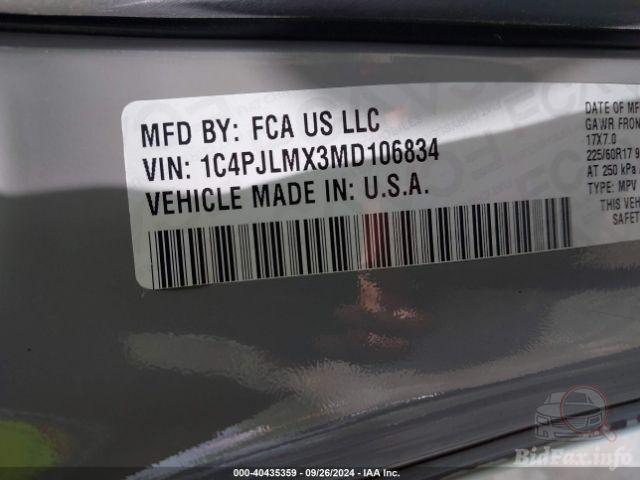 MFD BY: FCA US LLC
VIN: 1C4PJLMX3MD106834
VEHICLE MADE IN: U.S.A.
DATE OF MF
GAWR FRON
17X7.0
225/60R17 9
AT 250 kPa
TYPE: MPV
THIS VEH
SAFET
000-40435359 - 09/26/2024 - IAA Inc.
BidFax.info